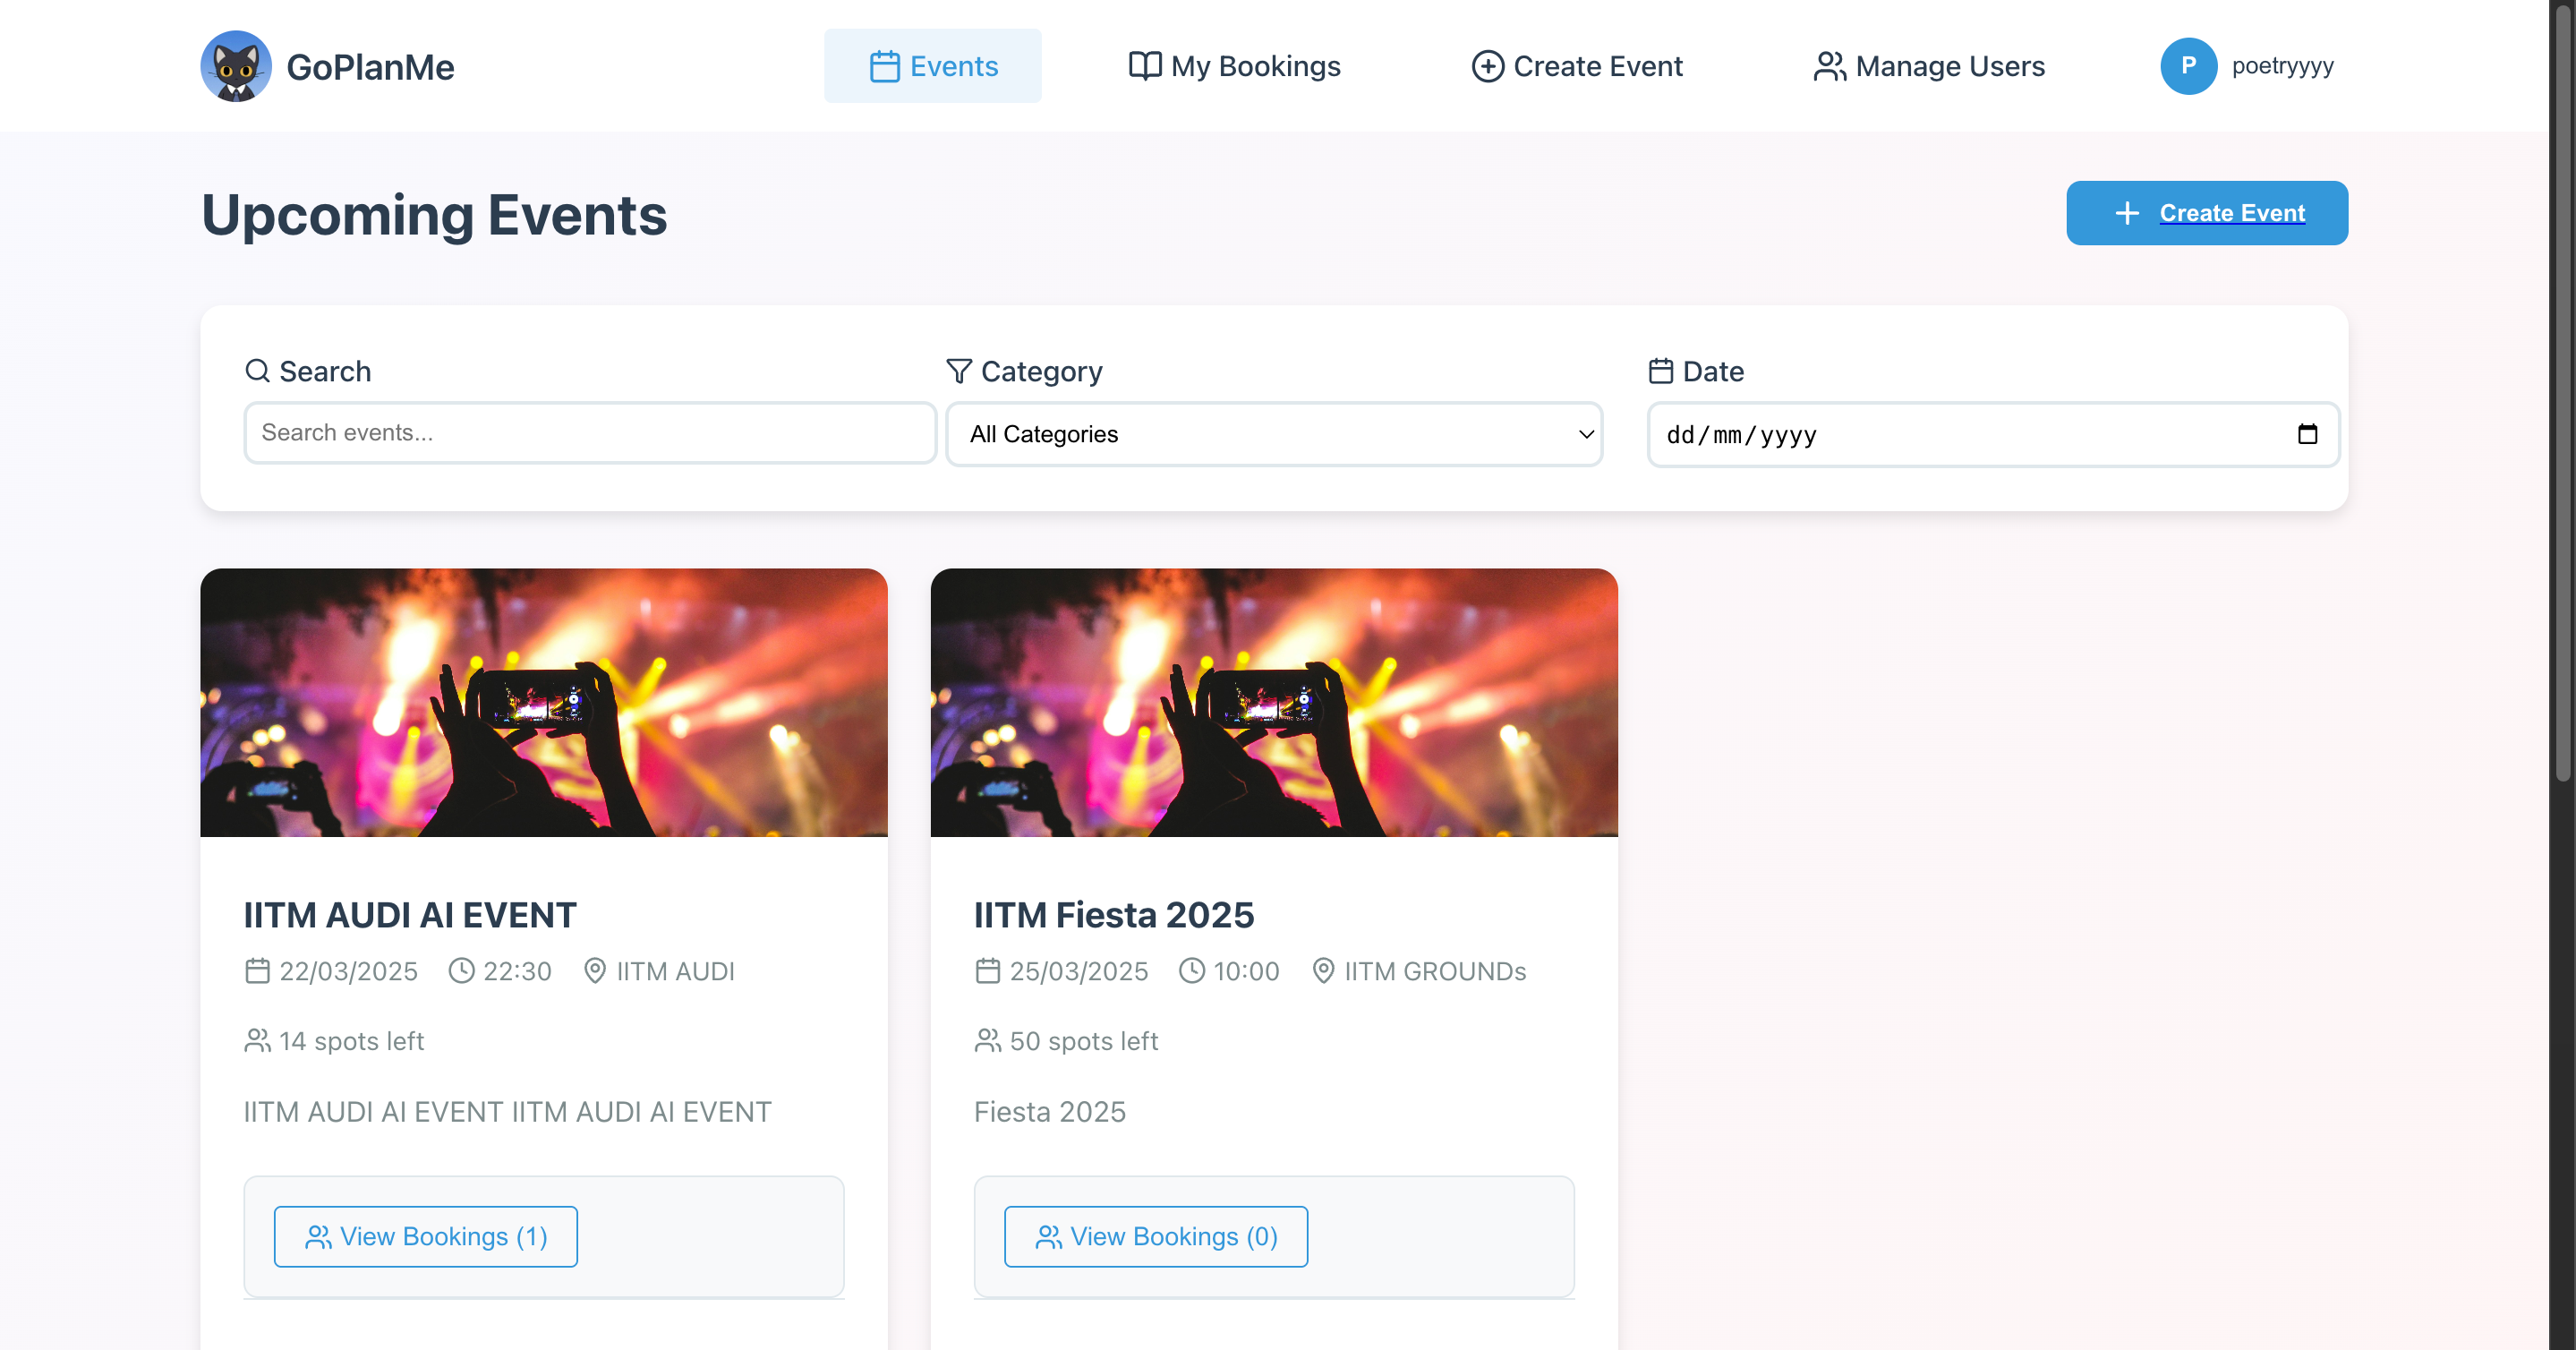 GoPlanMe
Events
My Bookings
Create Event
Manage Users
P
poetryyyy
Upcoming Events
Create Event
Search
Category
Date
Search events...
All Categories
dd/mm/yyyy
IITM AUDI AI EVENT
22/03/2025
22:30
IITM AUDI
14 spots left
IITM AUDI AI EVENT IITM AUDI AI EVENT
View Bookings (1)
IITM Fiesta 2025
25/03/2025
10:00
IITM GROUNDs
50 spots left
Fiesta 2025
View Bookings (0)